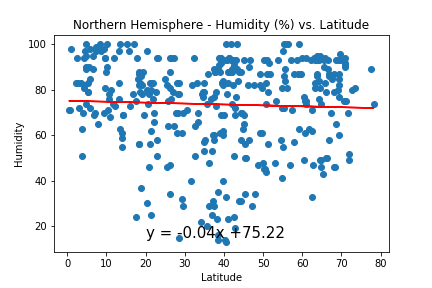 Northern Hemisphere - Humidity (%) vs. Latitude
100
80
60
40
20
Humidity
y = -0.04x +75.22
0 10 20 30 40 50 60 70 80
Latitude